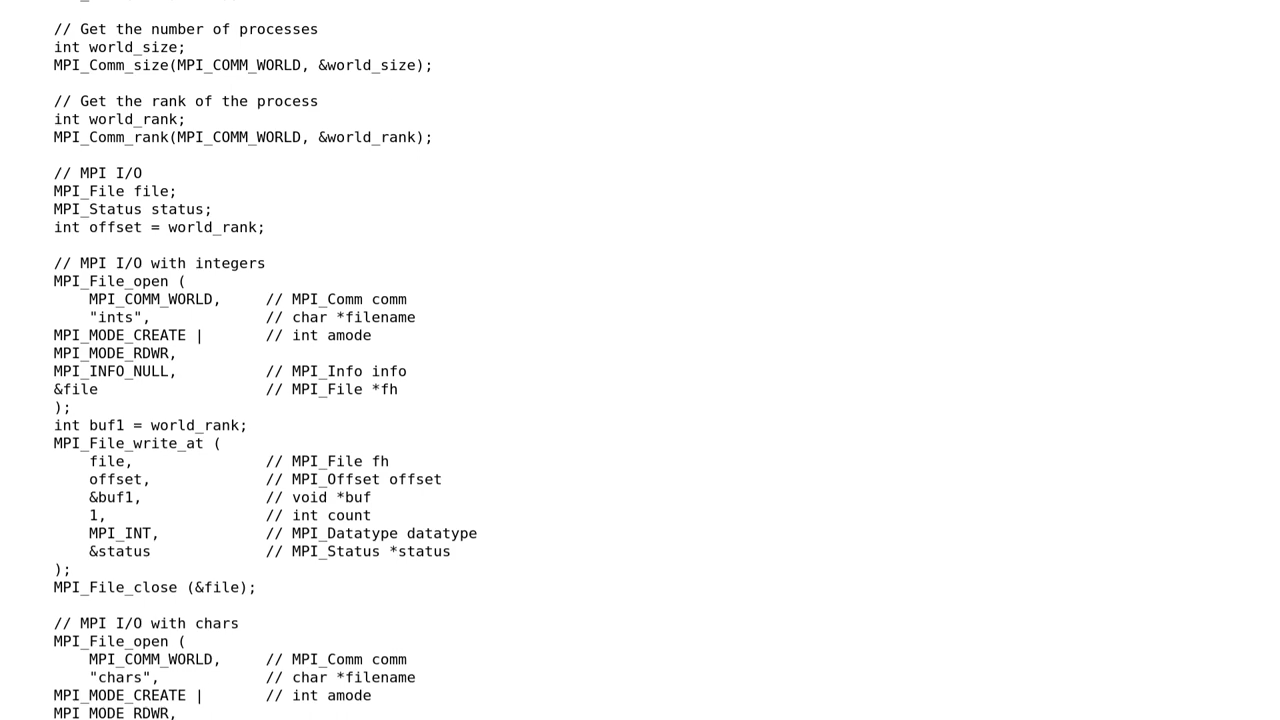 // Get the number of processes
int world_size;
MPI_Comm_size(MPI_COMM_WORLD, &world_size);

// Get the rank of the process
int world_rank;
MPI_Comm_rank(MPI_COMM_WORLD, &world_rank);

// MPI I/O
MPI_File file;
MPI_Status status;
int offset = world_rank;

// MPI I/O with integers
MPI_File_open (
    MPI_COMM_WORLD,     // MPI_Comm comm
    "ints",             // char *filename
MPI_MODE_CREATE |       // int amode
MPI_MODE_RDWR,
MPI_INFO_NULL,          // MPI_Info info
&file                   // MPI_File *fh
);
int buf1 = world_rank;
MPI_File_write_at (
    file,               // MPI_File fh
    offset,             // MPI_Offset offset
    &buf1,              // void *buf
    1,                  // int count
    MPI_INT,            // MPI_Datatype datatype
    &status             // MPI_Status *status
);
MPI_File_close (&file);

// MPI I/O with chars
MPI_File_open (
    MPI_COMM_WORLD,     // MPI_Comm comm
    "chars",            // char *filename
MPI_MODE_CREATE |       // int amode
MPI_MODE_RDWR,